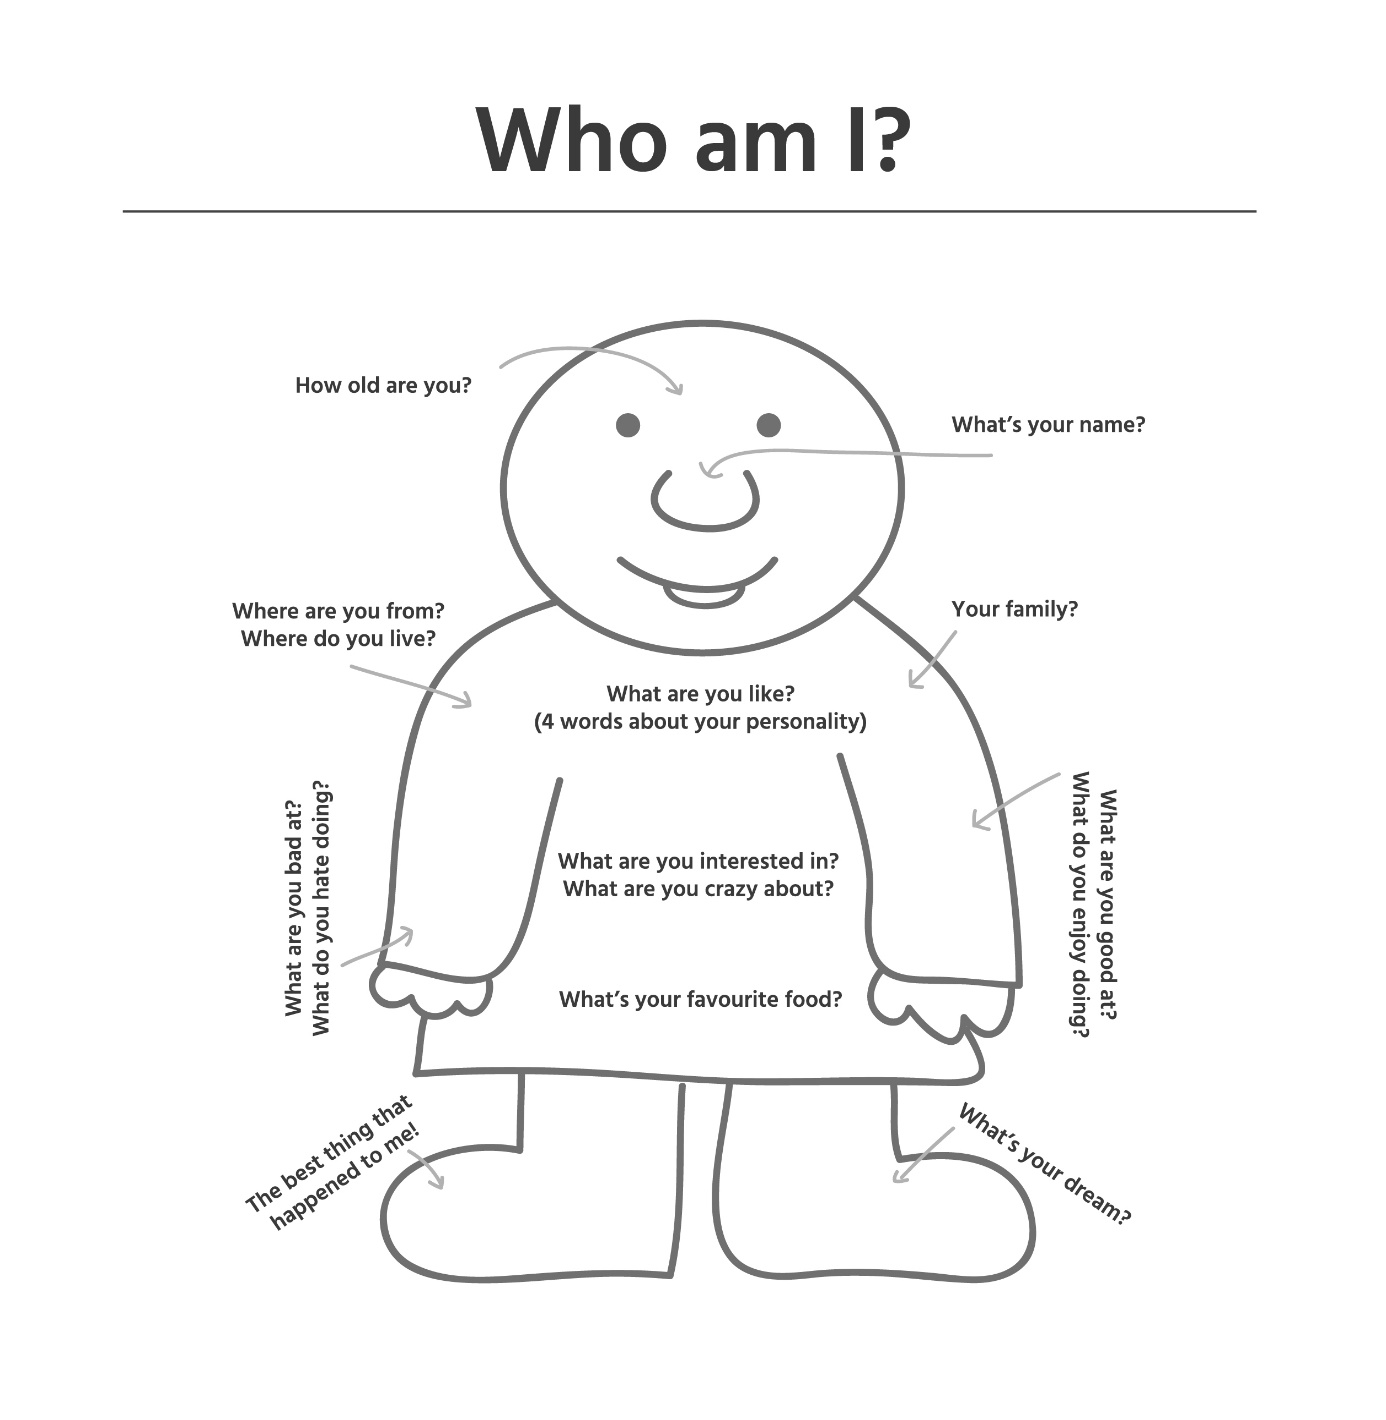 Who am I?
How old are you?
What's your name?
Where are you from?
Where do you live?
Your family?
What are you like?
(4 words about your personality)
What are you bad at?
What do you hate doing?
What are you interested in?
What are you crazy about?
What are you good at?
What do you enjoy doing?
What's your favourite food?
The best thing that
happened to me!
What's your dream?